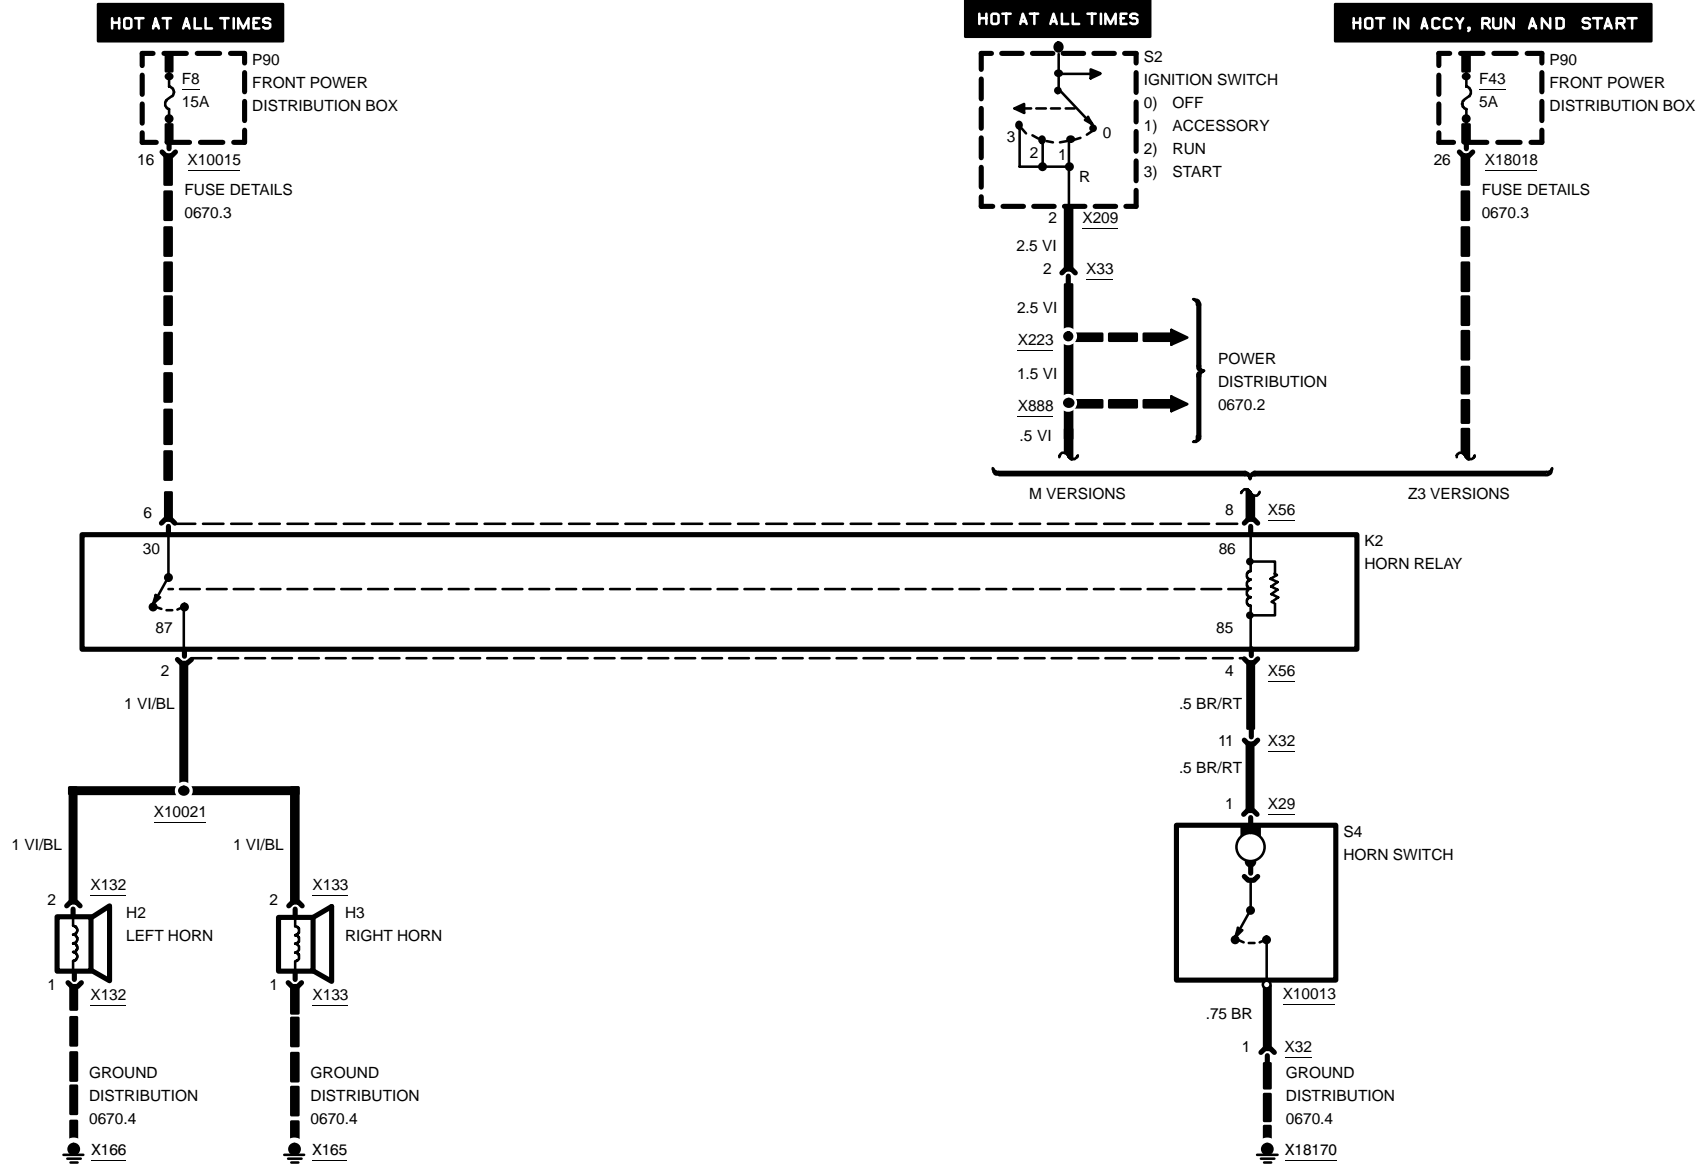 HOT AT ALL TIMES
HOT AT ALL TIMES
HOT IN ACCY, RUN AND START
P90
FRONT POWER
DISTRIBUTION BOX
F8
15A
16
X10015
FUSE DETAILS
0670.3
S2
IGNITION SWITCH
0) OFF
1) ACCESSORY
2) RUN
3) START
0
3
2
1
R
2
X209
2.5 VI
2
X33
2.5 VI
X223
1.5 VI
X888
.5 VI
POWER
DISTRIBUTION
0670.2
P90
FRONT POWER
DISTRIBUTION BOX
F43
5A
26
X18018
FUSE DETAILS
0670.3
M VERSIONS
Z3 VERSIONS
6
8
X56
30
86
K2
HORN RELAY
87
85
2
4
X56
1 VI/BL
.5 BR/RT
11
X32
.5 BR/RT
X10021
1
X29
1 VI/BL
1 VI/BL
S4
HORN SWITCH
X132
2
H2
LEFT HORN
1
X132
X133
2
H3
RIGHT HORN
1
X133
X10013
.75 BR
1
X32
GROUND
DISTRIBUTION
0670.4
X166
GROUND
DISTRIBUTION
0670.4
X165
GROUND
DISTRIBUTION
0670.4
X18170